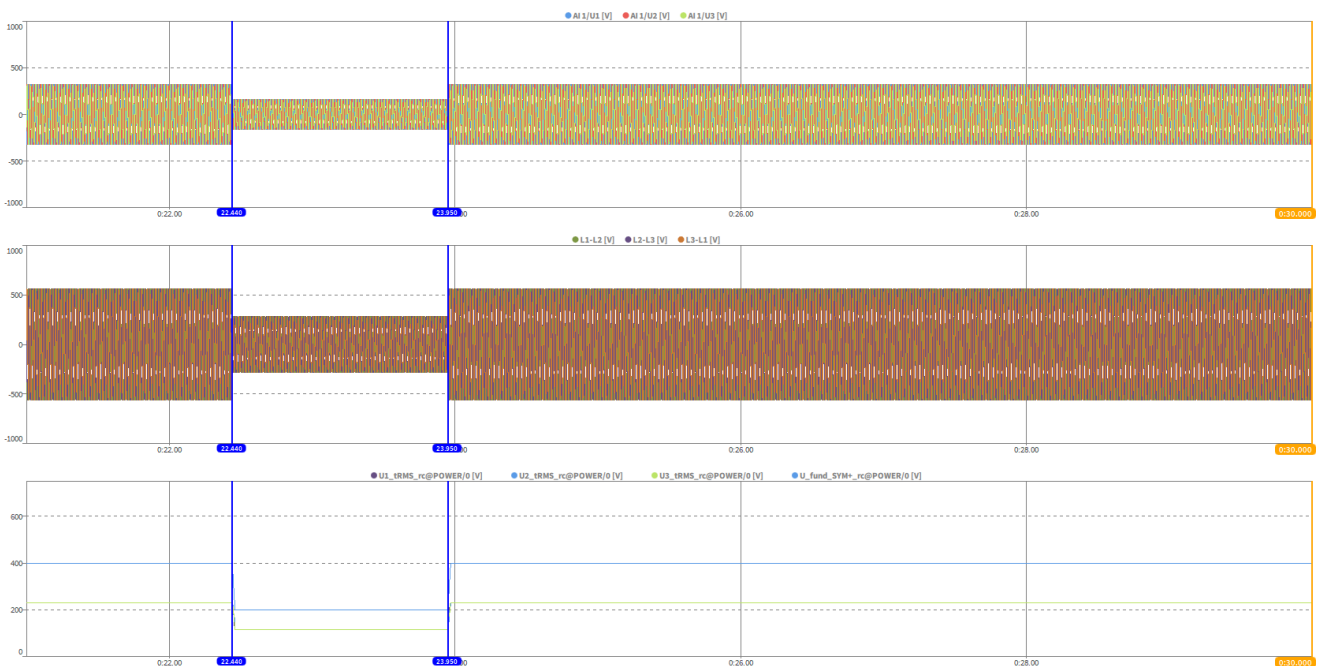 AI 1/U1 [V] AI 1/U2 [V] AI 1/U3 [V]
1000
500
0
-500
-1000
0:22.00 22.440 23.950 0:26.00 0:28.00 0:30.000
L1-L2 [V] L2-L3 [V] L3-L1 [V]
1000
500
0
-500
-1000
0:22.00 22.440 23.950 0:26.00 0:28.00 0:30.000
U1_tRMS_rc@POWER/0 [V] U2_tRMS_rc@POWER/0 [V] U3_tRMS_rc@POWER/0 [V] U_fund_SYM+_rc@POWER/0 [V]
600
400
200
0
0:22.00 22.440 23.950 0:26.00 0:28.00 0:30.000